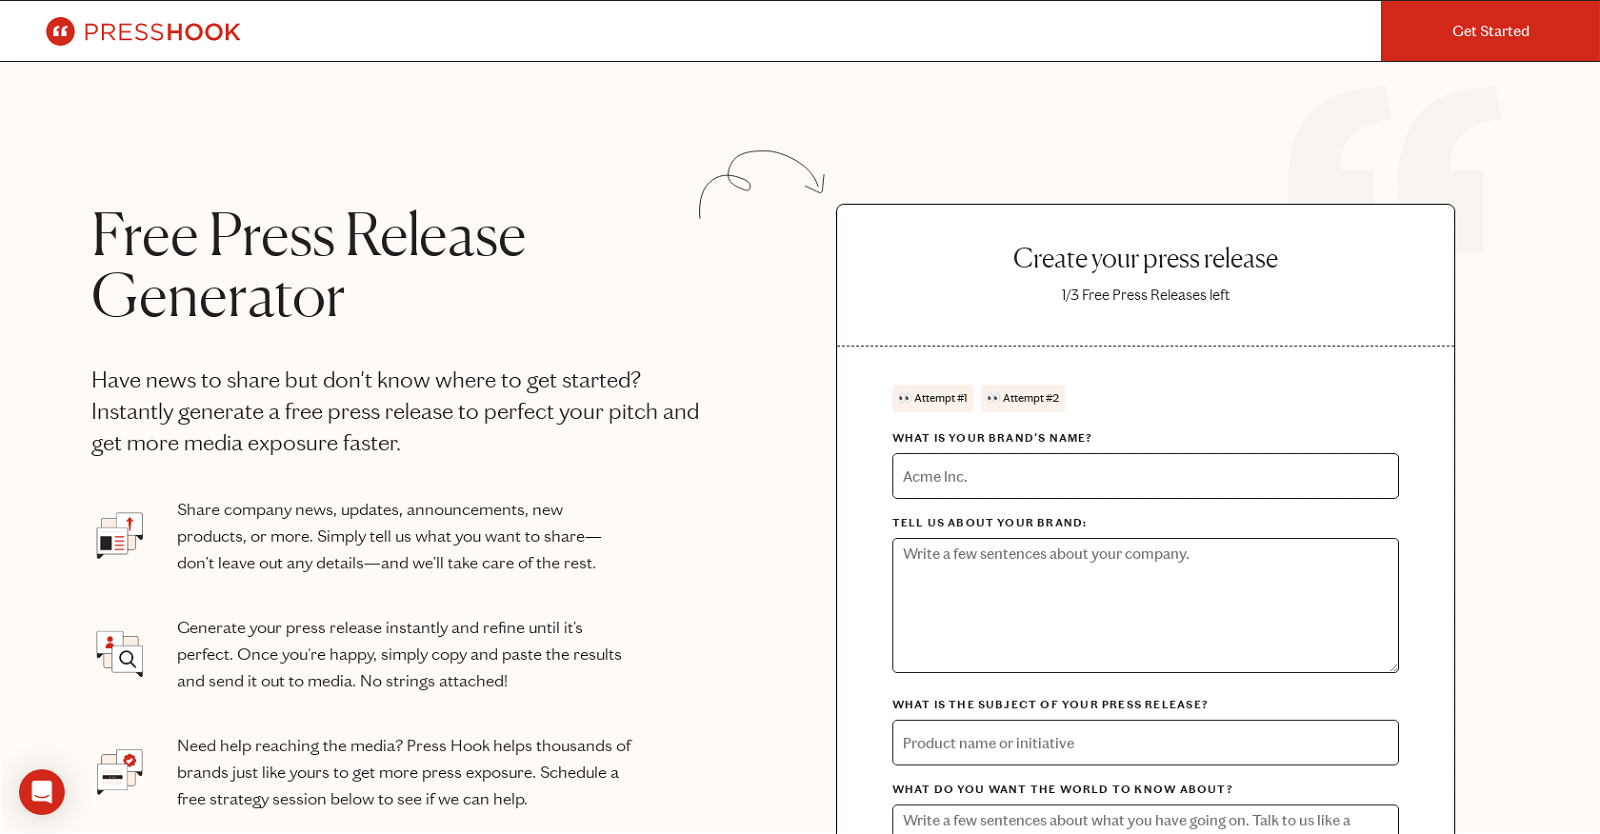 PRESSHOOK
Get Started
Free Press Release
Generator
Have news to share but don't know where to get started?
Instantly generate a free press release to perfect your pitch and
get more media exposure faster.
Share company news, updates, announcements, new
products, or more. Simply tell us what you want to share—
don't leave out any details—and we'll take care of the rest.
Generate your press release instantly and refine until it's
perfect. Once you're happy, simply copy and paste the results
and send it out to media. No strings attached!
Need help reaching the media? Press Hook helps thousands of
brands just like yours to get more press exposure. Schedule a
free strategy session below to see if we can help.
Create your press release
1/3 Free Press Releases left
👀 Attempt #1 👀 Attempt #2
WHAT IS YOUR BRAND'S NAME?
Acme Inc.
TELL US ABOUT YOUR BRAND:
Write a few sentences about your company.
WHAT IS THE SUBJECT OF YOUR PRESS RELEASE?
Product name or initiative
WHAT DO YOU WANT THE WORLD TO KNOW ABOUT?
Write a few sentences about what you have going on. Talk to us like a